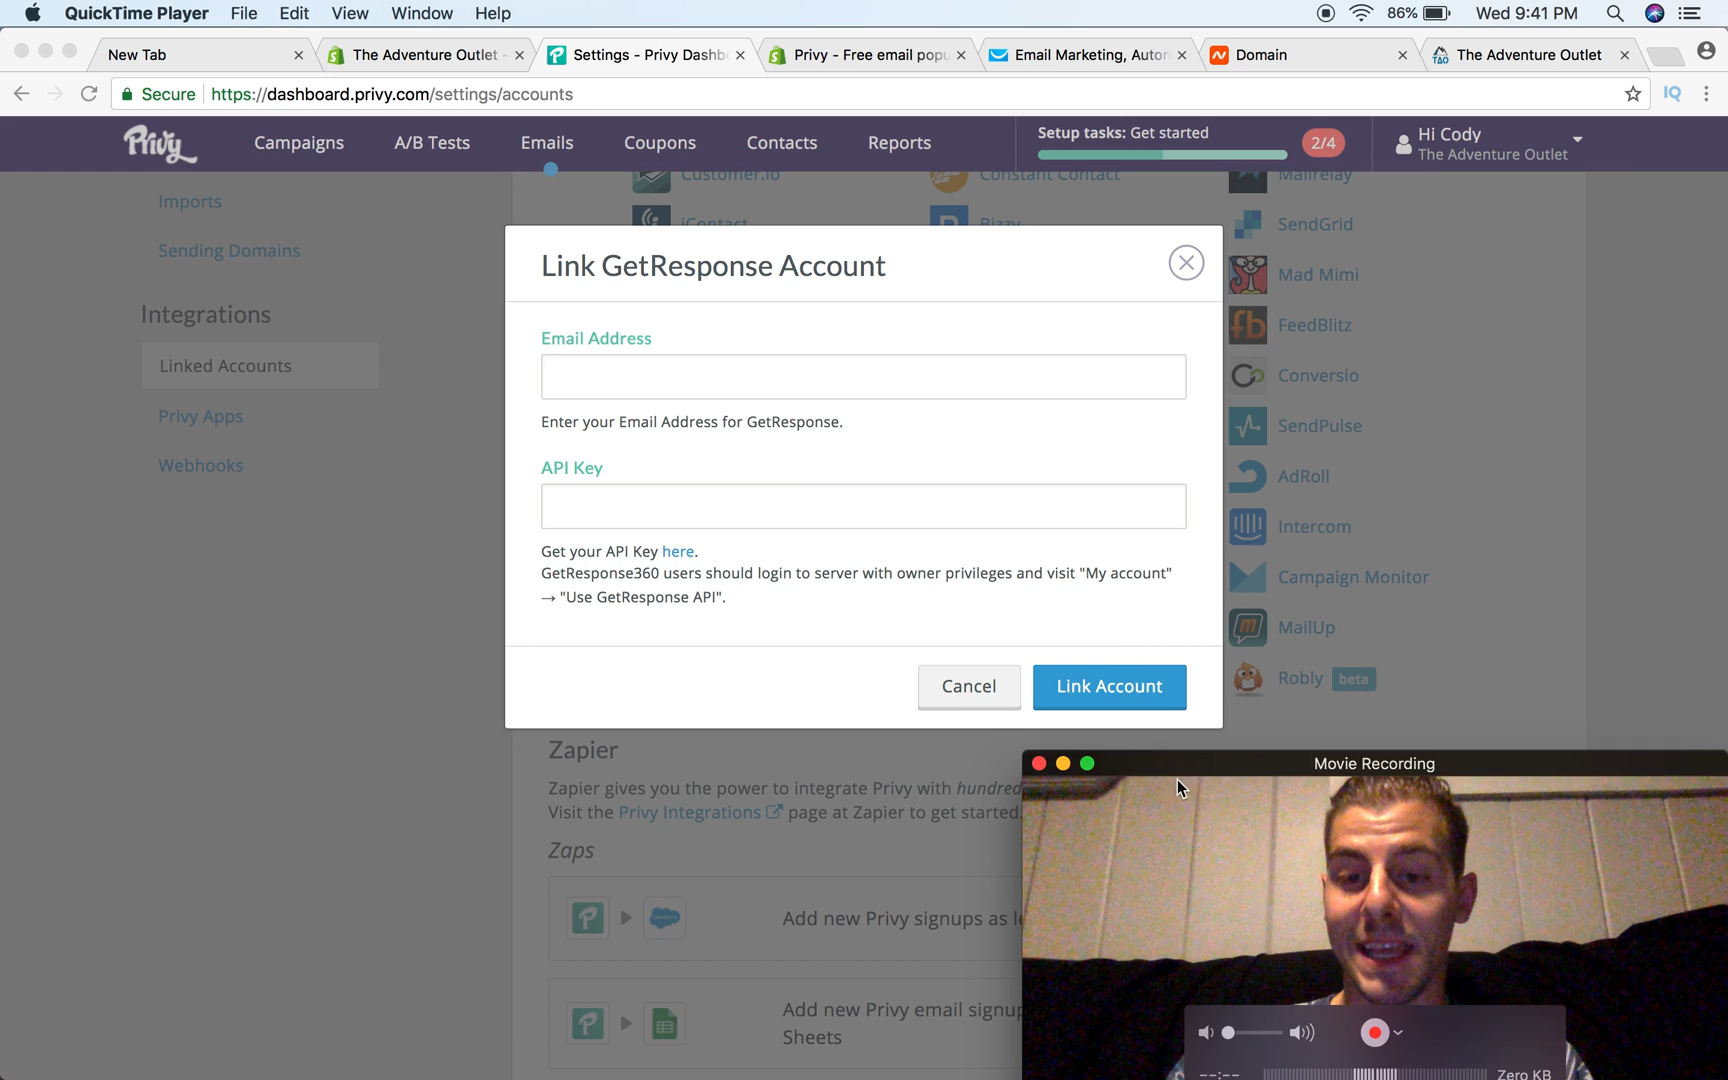 QuickTime Player File Edit View Window Help 86% Wed 9:41 PM
New Tab The Adventure Outlet Settings - Privy Dashb Privy - Free email popu Email Marketing, Autor Domain The Adventure Outlet
Secure https://dashboard.privy.com/settings/accounts IQ
Privy Campaigns A/B Tests Emails Coupons Contacts Reports Setup tasks: Get started 2/4 Hi Cody
The Adventure Outlet
Customer.io Constant Contact Mailrelay
Imports
iContact Bizzy SendGrid
Sending Domains
Link GetResponse Account
Mad Mimi
Integrations
FeedBlitz
Email Address
Linked Accounts
Conversio
Privy Apps
Enter your Email Address for GetResponse.
SendPulse
Webhooks
API Key
AdRoll
Intercom
Get your API Key here.
GetResponse360 users should login to server with owner privileges and visit "My account"
→ "Use GetResponse API".
Campaign Monitor
MailUp
Robly beta
Cancel Link Account
Zapier
Movie Recording
Zapier gives you the power to integrate Privy with hundred
Visit the Privy Integrations page at Zapier to get started.
Zaps
Add new Privy signups as le
Add new Privy email signup
Sheets
--:-- Zero KB